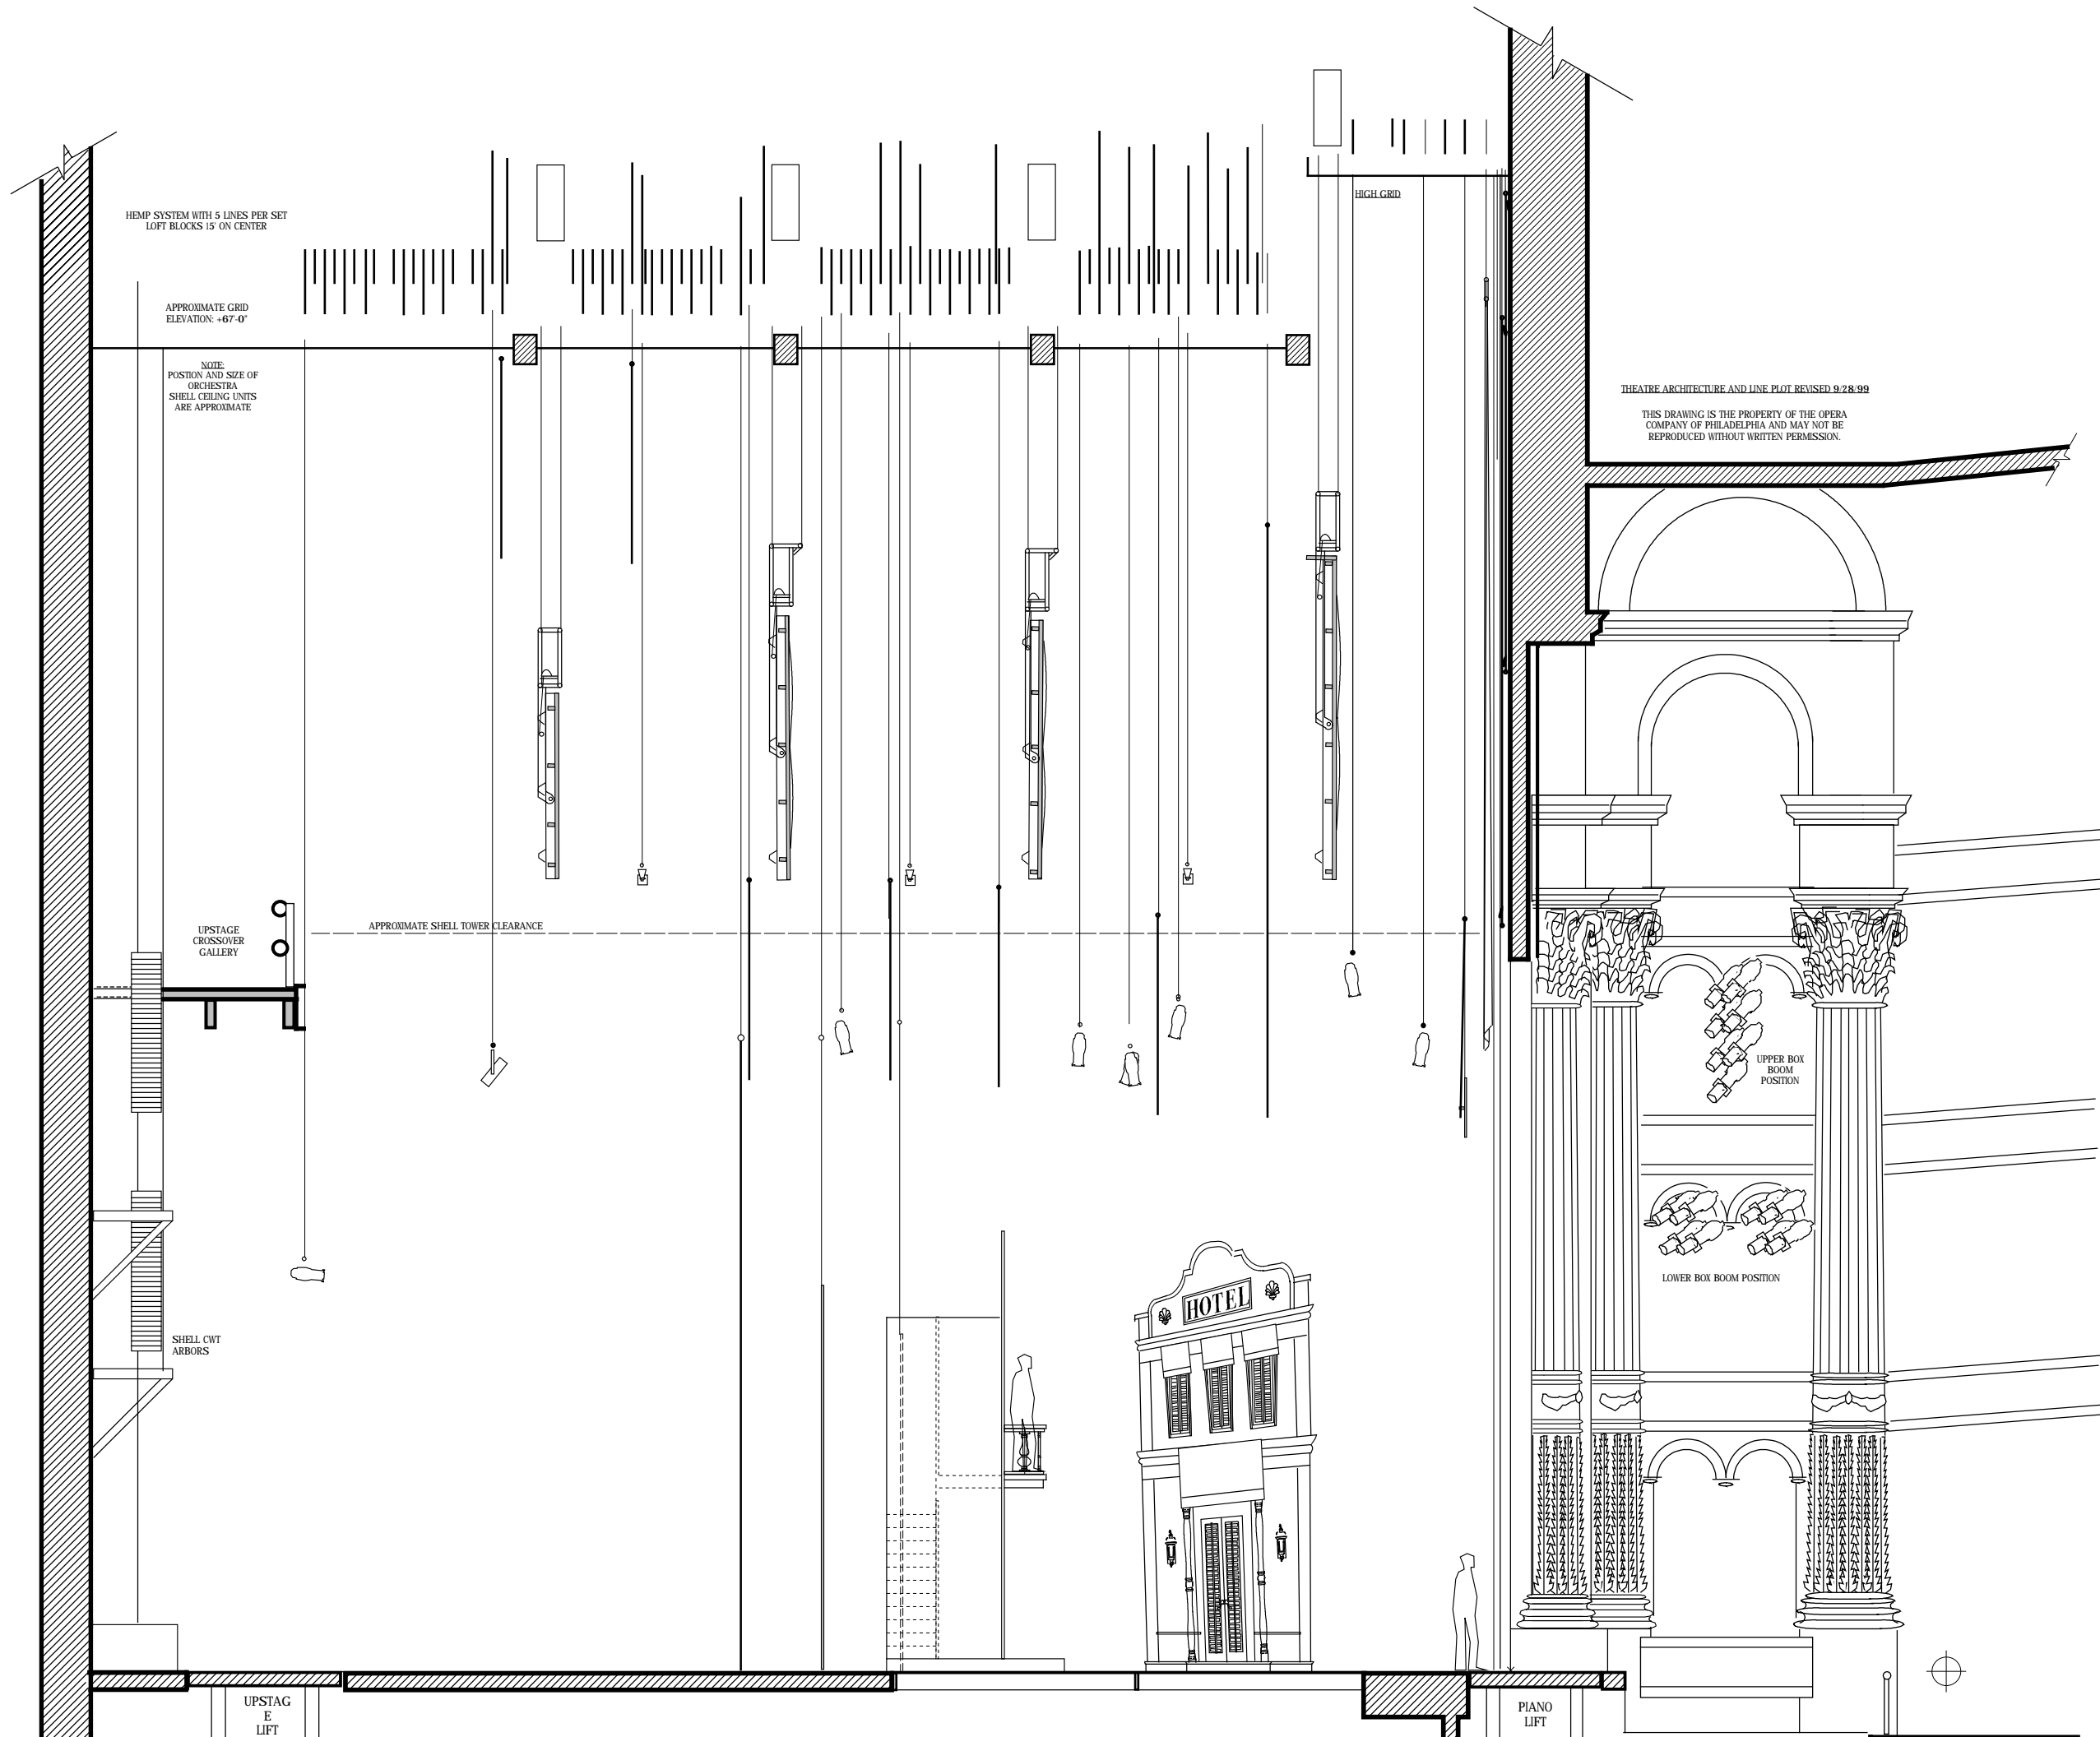 HEMP SYSTEM WITH 5 LINES PER SET
LOFT BLOCKS 15' ON CENTER
HIGH GRID
APPROXIMATE GRID
ELEVATION: +67'-0"
NOTE:
POSTION AND SIZE OF
ORCHESTRA
SHELL CEILING UNITS
ARE APPROXIMATE
THEATRE ARCHITECTURE AND LINE PLOT REVISED 9/28/99
THIS DRAWING IS THE PROPERTY OF THE OPERA
COMPANY OF PHILADELPHIA AND MAY NOT BE
REPRODUCED WITHOUT WRITTEN PERMISSION.
APPROXIMATE SHELL TOWER CLEARANCE
UPSTAGE
CROSSOVER
GALLERY
UPPER BOX
BOOM
POSITION
LOWER BOX BOOM POSITION
HOTEL
SHELL CWT
ARBORS
UPSTAG
E
LIFT
PIANO
LIFT